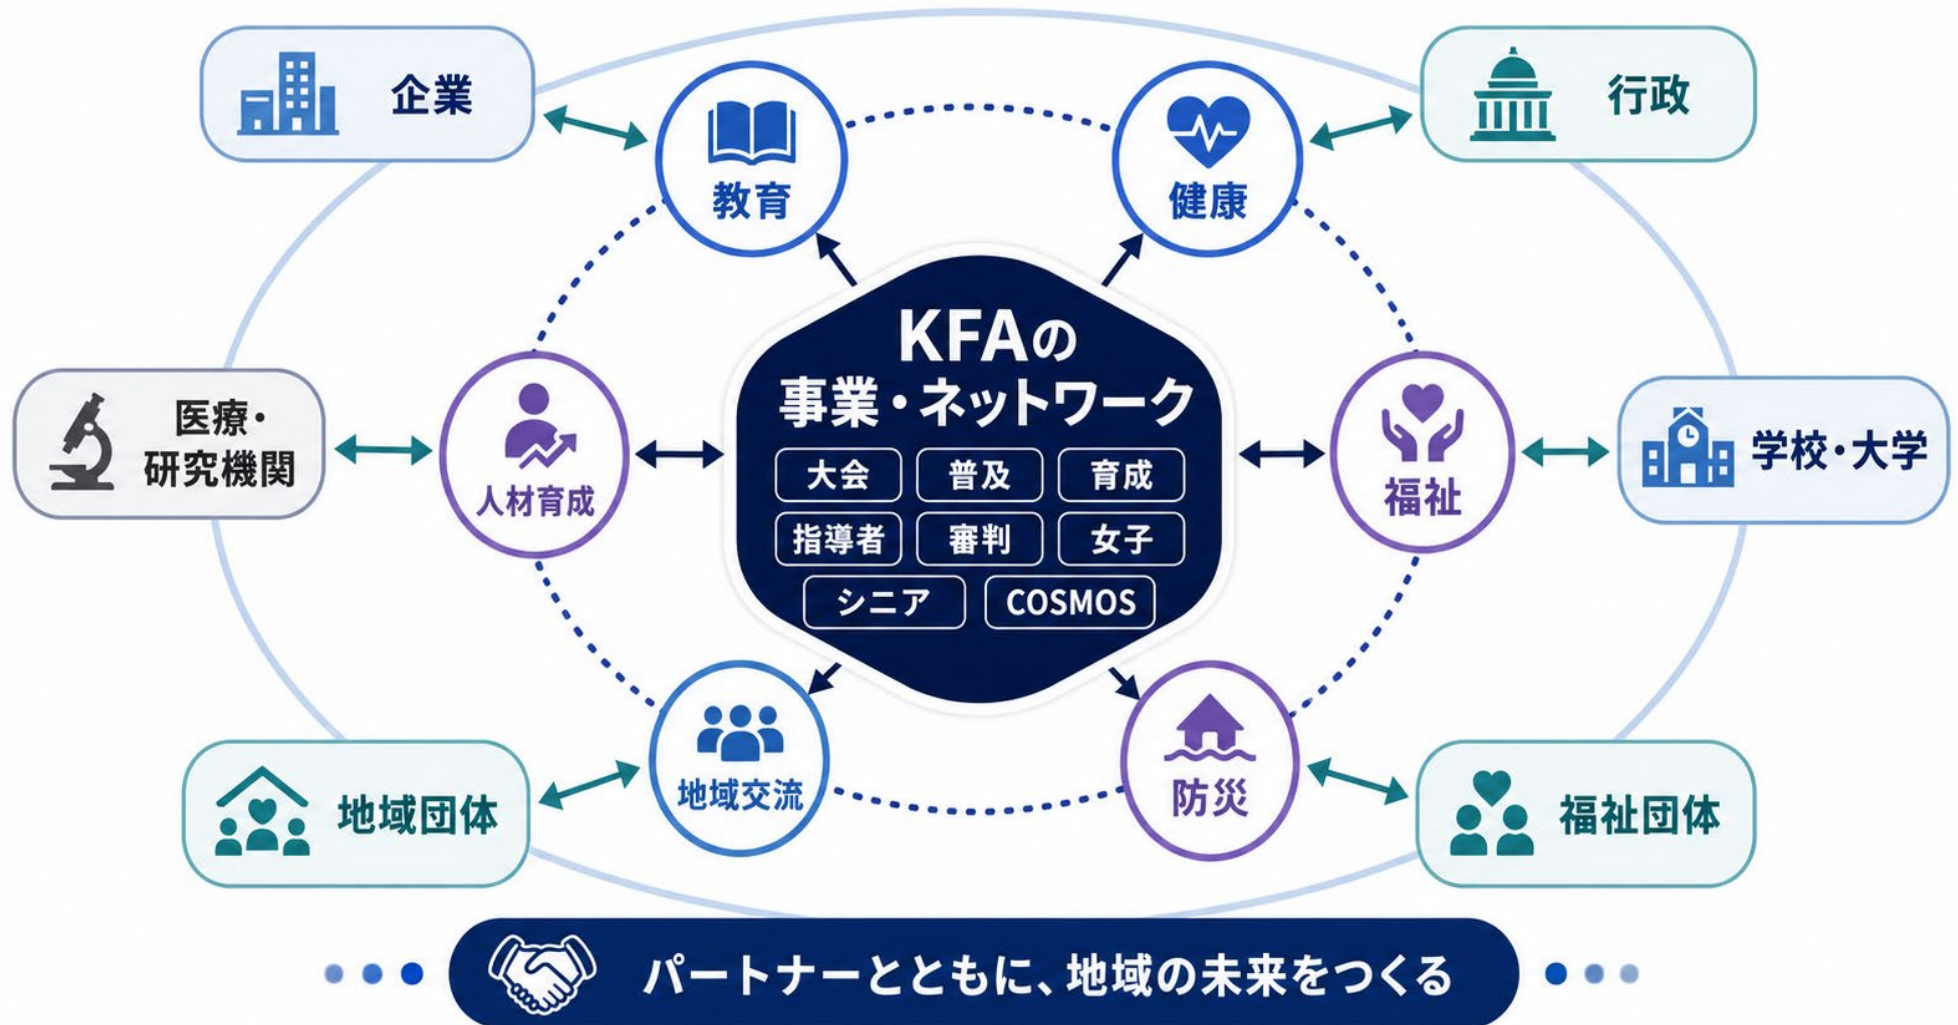 企業
教育
健康
行政
医療・
研究機関
人材育成
KFAの
事業・ネットワーク
大会
普及
育成
指導者
審判
女子
シニア
COSMOS
福祉
学校・大学
地域団体
地域交流
防災
福祉団体
パートナーとともに、地域の未来をつくる